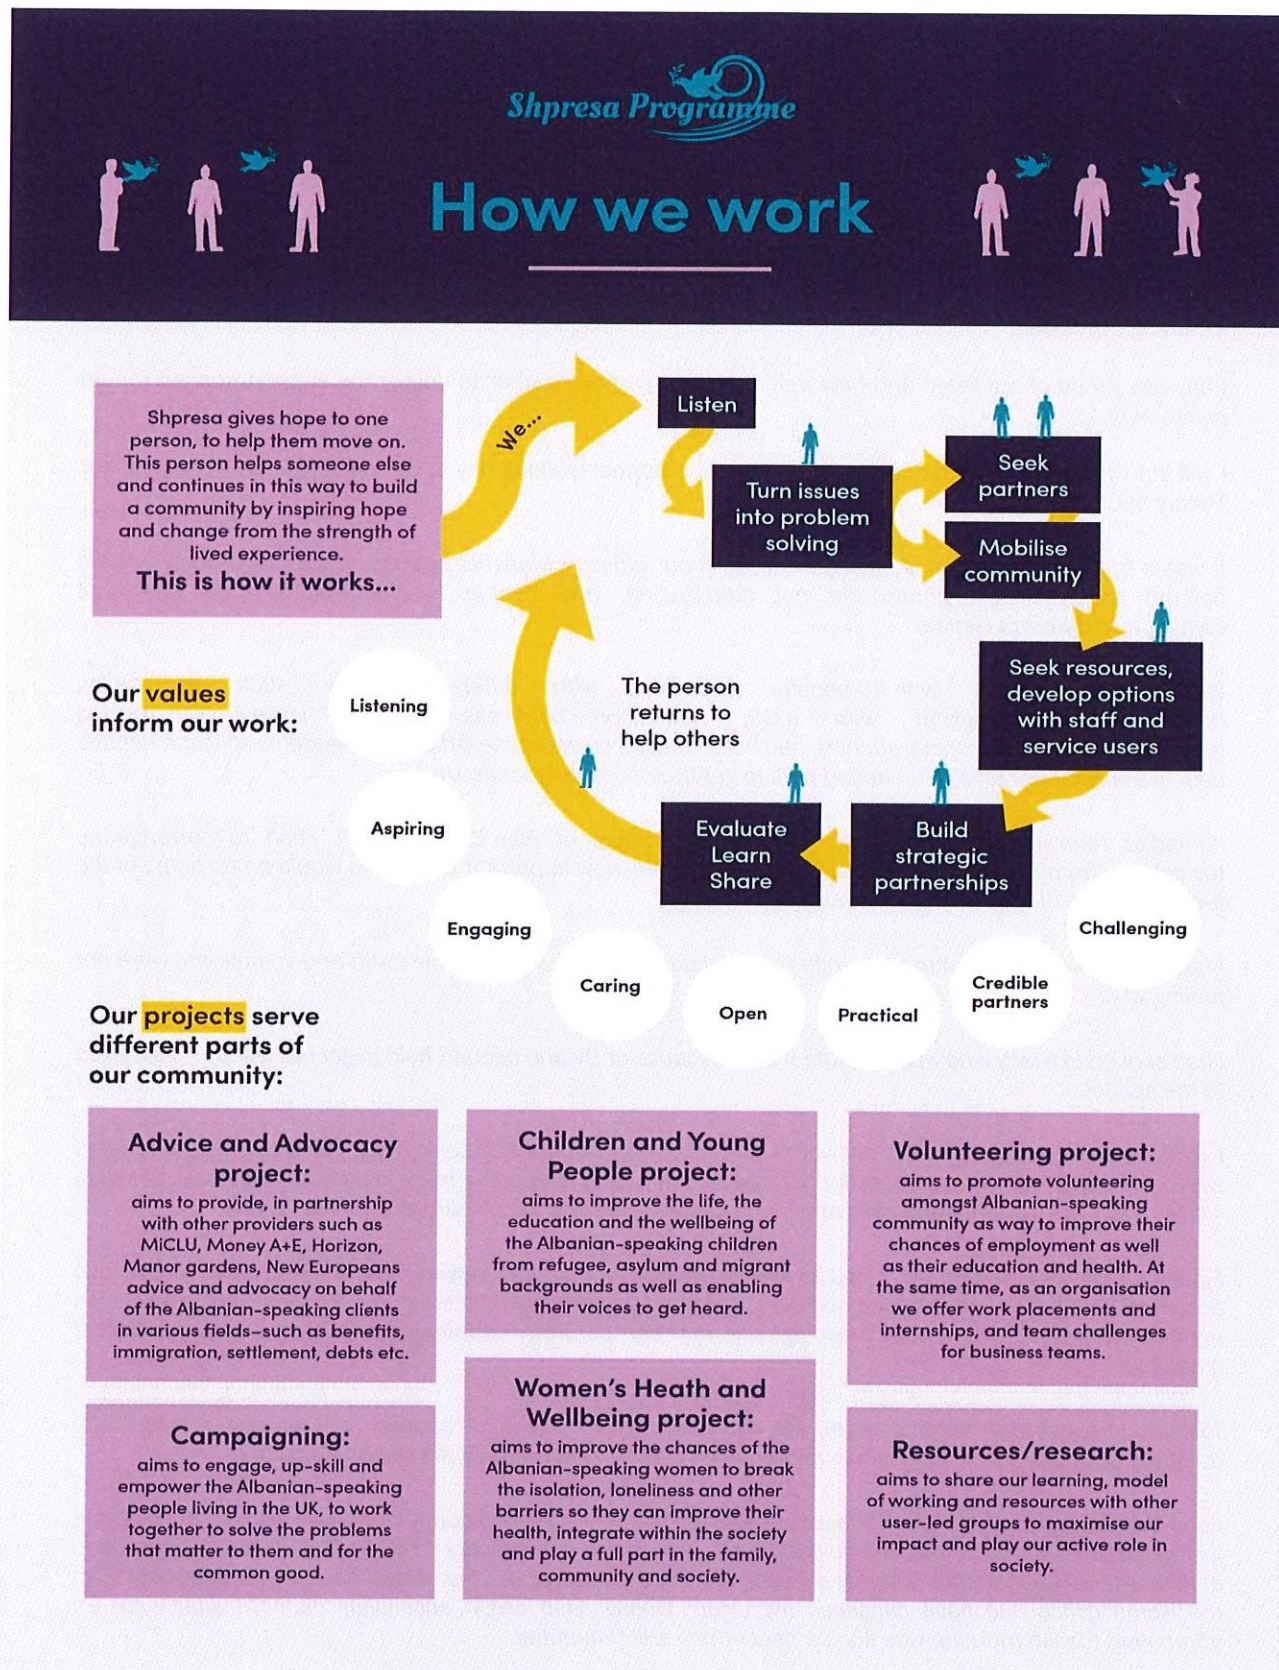 Shpresa Programme
How we work
Shpresa gives hope to one
person, to help them move on.
This person helps someone else
and continues in this way to build
a community by inspiring hope
and change from the strength of
lived experience.
This is how it works...
We...
Listen
Turn issues
into problem
solving
Seek
partners
Mobilise
community
Seek resources,
develop options
with staff and
service users
Build
strategic
partnerships
Evaluate
Learn
Share
The person
returns to
help others
Our values
inform our work:
Listening
Aspiring
Engaging
Caring
Open
Practical
Credible
partners
Challenging
Our projects serve
different parts of
our community:
Advice and Advocacy
project:
aims to provide, in partnership
with other providers such as
MiCLU, Money A+E, Horizon,
Manor gardens, New Europeans
advice and advocacy on behalf
of the Albanian-speaking clients
in various fields–such as benefits,
immigration, settlement, debts etc.
Children and Young
People project:
aims to improve the life, the
education and the wellbeing of
the Albanian-speaking children
from refugee, asylum and migrant
backgrounds as well as enabling
their voices to get heard.
Volunteering project:
aims to promote volunteering
amongst Albanian-speaking
community as way to improve their
chances of employment as well
as their education and health. At
the same time, as an organisation
we offer work placements and
internships, and team challenges
for business teams.
Campaigning:
aims to engage, up-skill and
empower the Albanian-speaking
people living in the UK, to work
together to solve the problems
that matter to them and for the
common good.
Women's Heath and
Wellbeing project:
aims to improve the chances of the
Albanian-speaking women to break
the isolation, loneliness and other
barriers so they can improve their
health, integrate within the society
and play a full part in the family,
community and society.
Resources/research:
aims to share our learning, model
of working and resources with other
user-led groups to maximise our
impact and play our active role in
society.